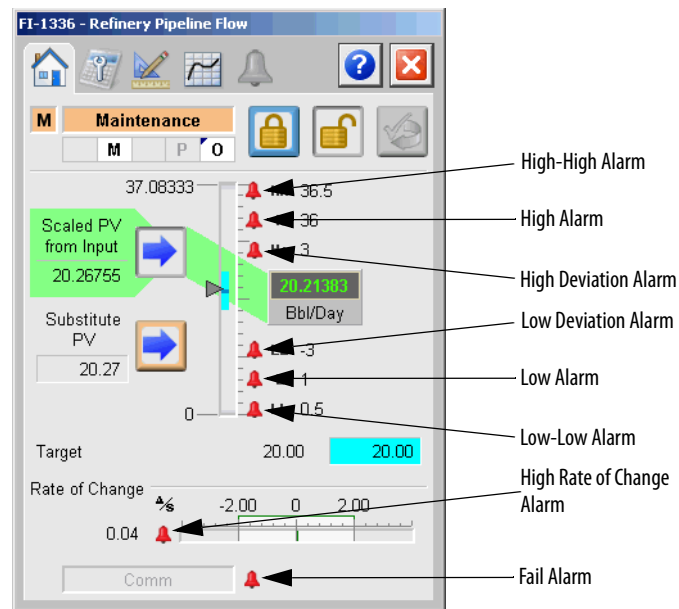 FI-1336 - Refinery Pipeline Flow
?
M Maintenance
M P O
37.08333
36.5
High-High Alarm
36
High Alarm
3
Scaled PV
from Input
20.26755
20.21383
Bbl/Day
High Deviation Alarm
Substitute
PV
20.27
-3
Low Deviation Alarm
1
Low Alarm
0
0.5
Low-Low Alarm
Target 20.00 20.00
Rate of Change
Δ/s -2.00 0 2.00
High Rate of Change
Alarm
0.04
Comm
Fail Alarm